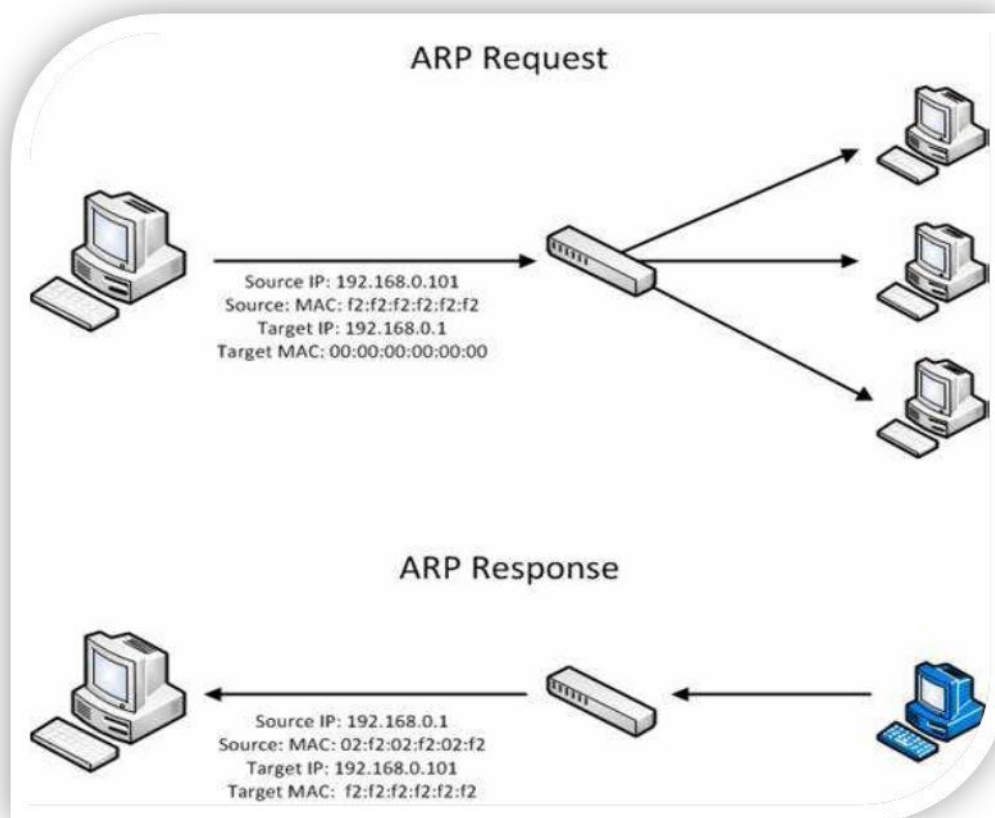 ARP Request
Source IP: 192.168.0.101
Source: MAC: f2:f2:f2:f2:f2:f2
Target IP: 192.168.0.1
Target MAC: 00:00:00:00:00:00
ARP Response
Source IP: 192.168.0.1
Source: MAC: 02:f2:02:f2:02:f2
Target IP: 192.168.0.101
Target MAC: f2:f2:f2:f2:f2:f2